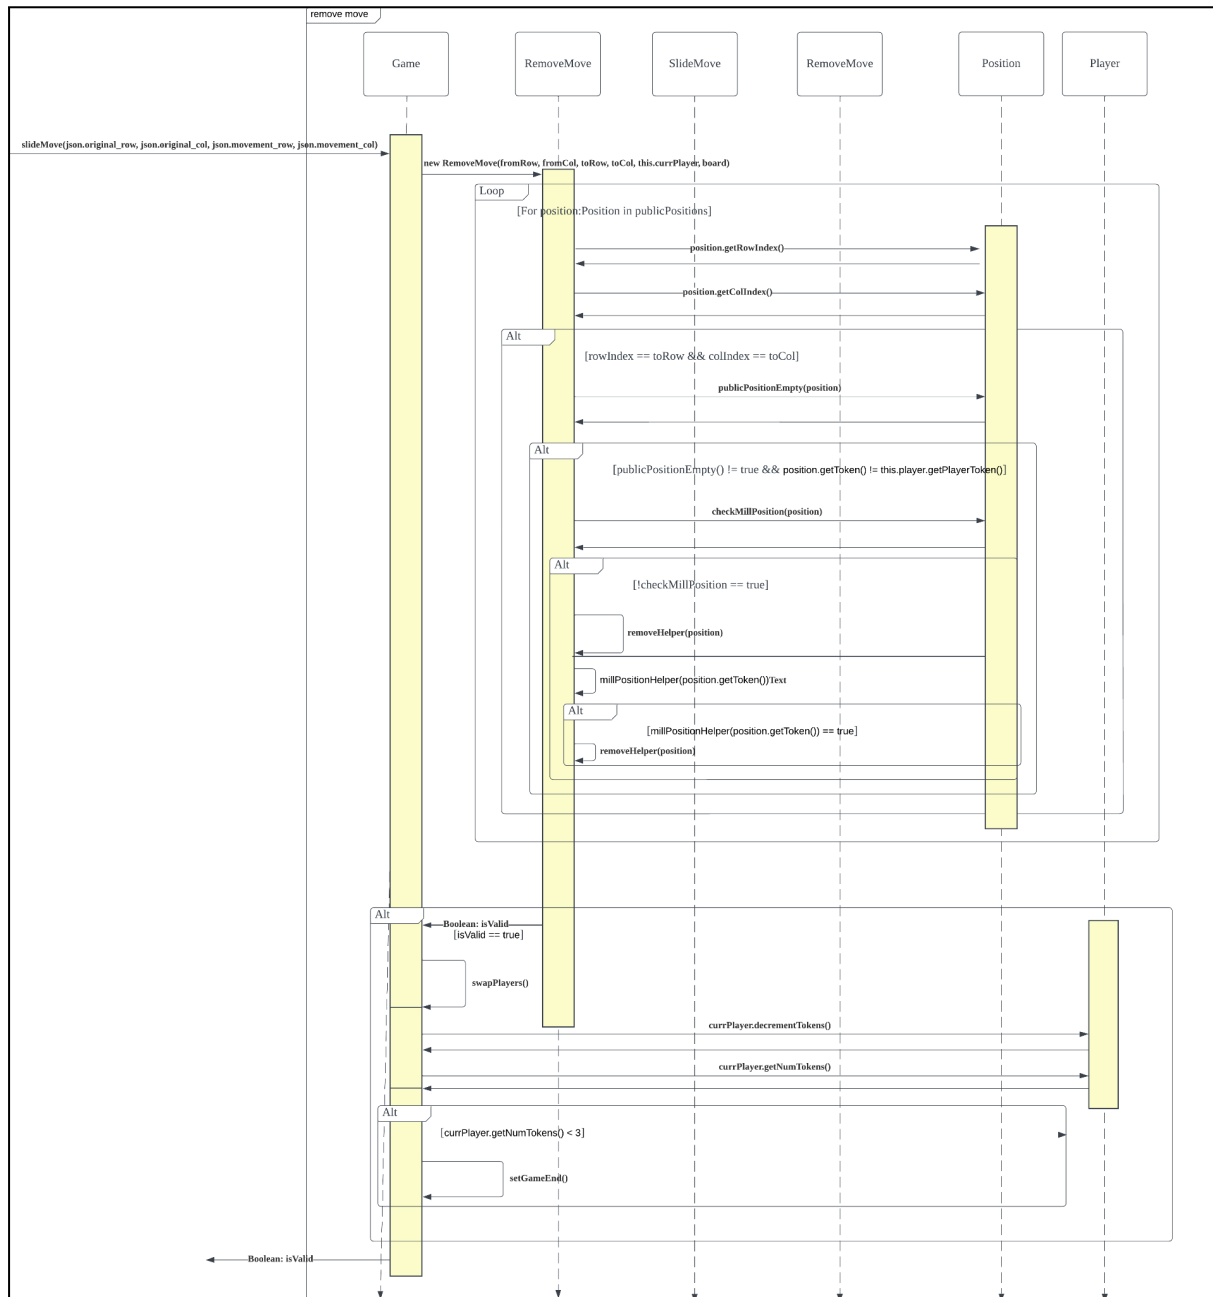 remove move
Game
RemoveMove
SlideMove
RemoveMove
Position
Player
slideMove(json.original_row, json.original_col, json.movement_row, json.movement_col)
new RemoveMove(fromRow, fromCol, toRow, toCol, this.currPlayer, board)
Loop
[For position:Position in publicPositions]
position.getRowIndex()
position.getColIndex()
Alt
[rowIndex == toRow && colIndex == toCol]
publicPositionEmpty(position)
Alt
[publicPositionEmpty() != true && position.getToken() != this.player.getPlayerToken()]
checkMillPosition(position)
Alt
[!checkMillPosition == true]
removeHelper(position)
millPositionHelper(position.getToken())Text
Alt
[millPositionHelper(position.getToken()) == true]
removeHelper(position)
Alt
Boolean: isValid
[isValid == true]
swapPlayers()
currPlayer.decrementTokens()
currPlayer.getNumTokens()
Alt
[currPlayer.getNumTokens() < 3]
setGameEnd()
Boolean: isValid